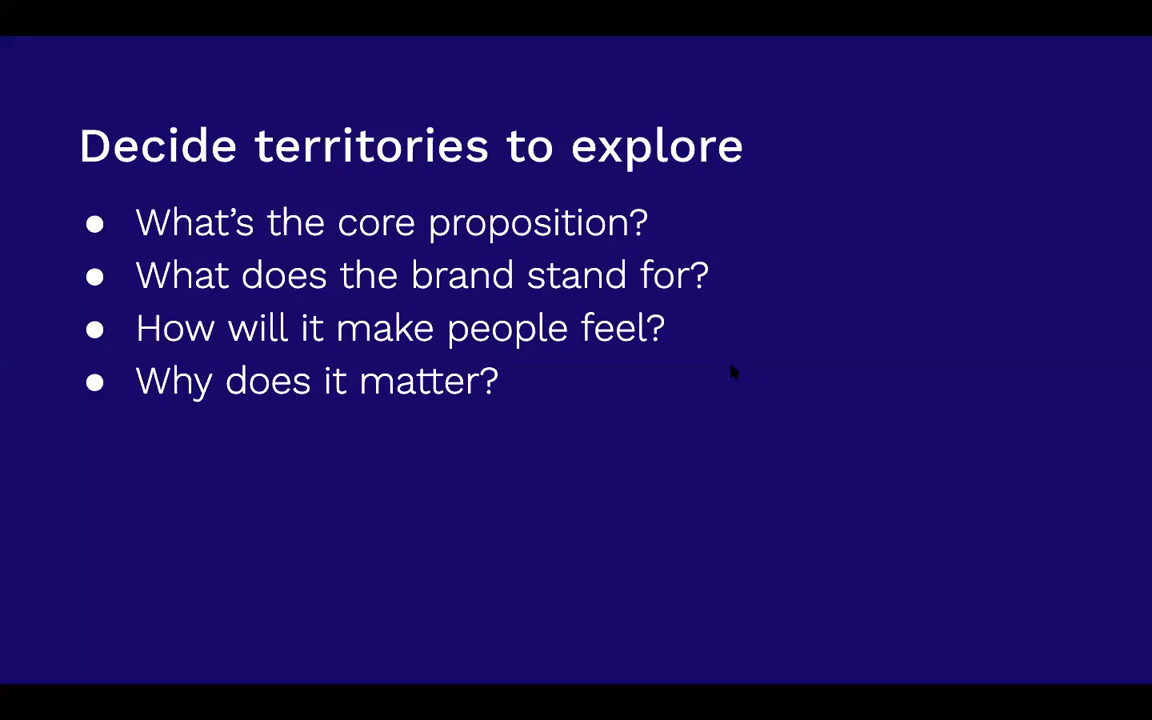 Decide territories to explore
● What’s the core proposition?
● What does the brand stand for?
● How will it make people feel?
● Why does it matter?